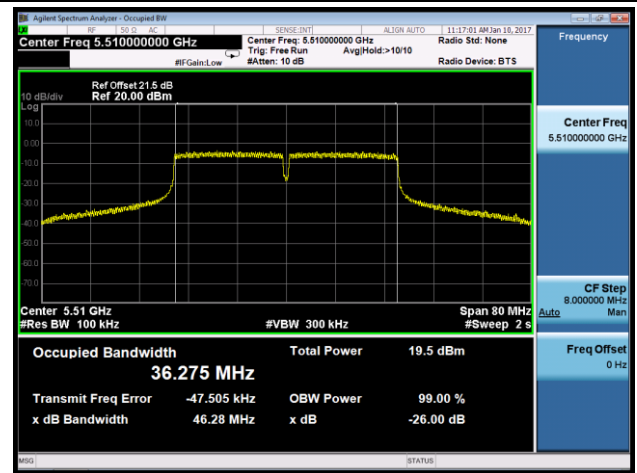 Agilent Spectrum Analyzer - Occupied BW
RF 50 Ω AC SENSE:INT ALIGN AUTO 11:17:01 AM Jan 10, 2017
Center Freq 5.510000000 GHz
Center Freq: 5.510000000 GHz Radio Std: None
Trig: Free Run Avg|Hold:>10/10
#IFGain:Low #Atten: 10 dB Radio Device: BTS
Ref Offset 21.5 dB
10 dB/div Ref 20.00 dBm
Log
10.0
0.00
-10.0
-20.0
-30.0
-40.0
-50.0
-60.0
-70.0
Center 5.51 GHz Span 80 MHz
#Res BW 100 kHz #VBW 300 kHz #Sweep 2 s
Occupied Bandwidth Total Power 19.5 dBm
36.275 MHz
Transmit Freq Error -47.505 kHz OBW Power 99.00 %
x dB Bandwidth 46.28 MHz x dB -26.00 dB
MSG STATUS
Frequency
Center Freq
5.510000000 GHz
CF Step
8.000000 MHz
Auto Man
Freq Offset
0 Hz